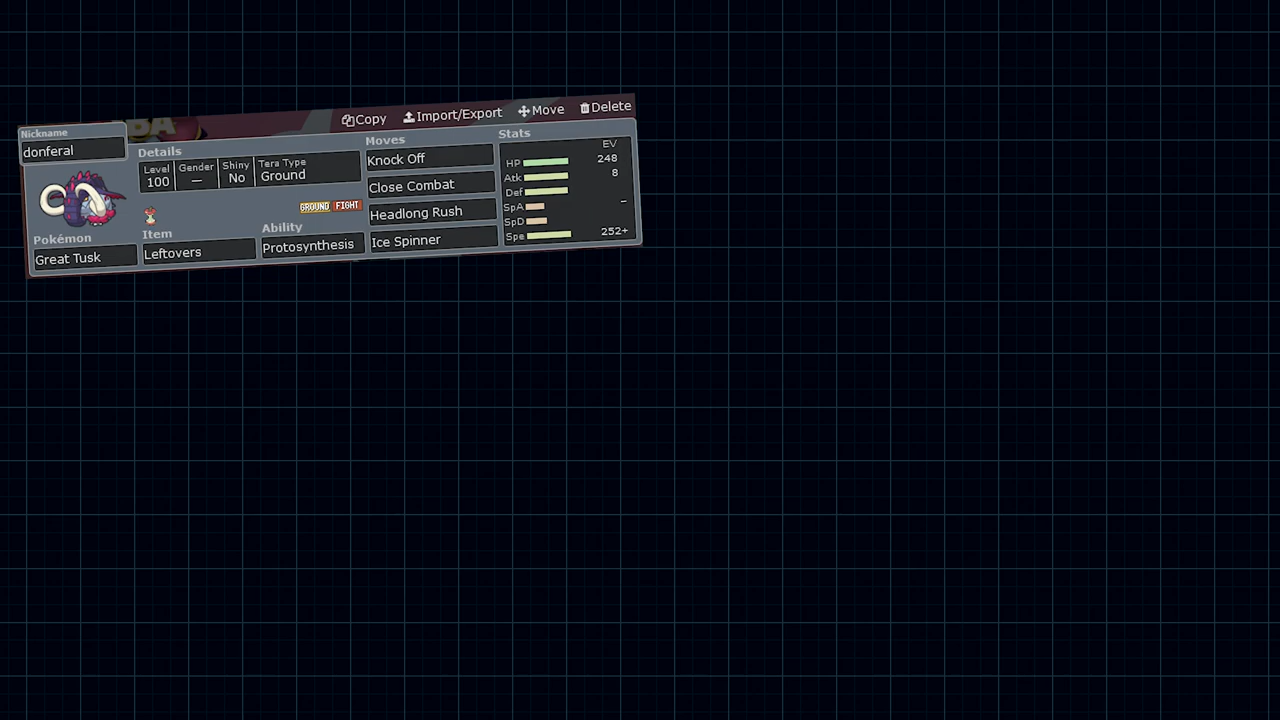 BA
Copy Import/Export Move Delete
Nickname
donferal
Details
Level 100
Gender —
Shiny No
Tera Type Ground
GROUND FIGHT
Pokémon
Great Tusk
Item
Leftovers
Ability
Protosynthesis
Moves
Knock Off
Close Combat
Headlong Rush
Ice Spinner
Stats
EV
HP 248
Atk 8
Def
SpA –
SpD
Spe 252+